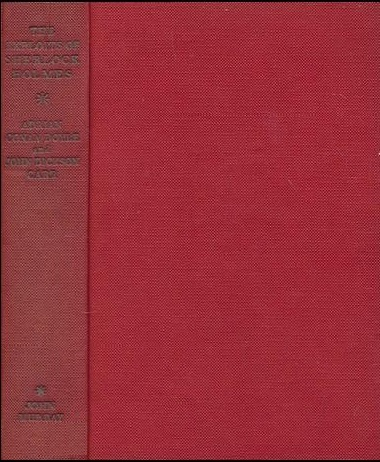 THE
EXPLOITS OF
SHERLOCK
HOLMES
ADRIAN
CONAN DOYLE
AND
JOHN DICKSON
CARR
JOHN
MURRAY